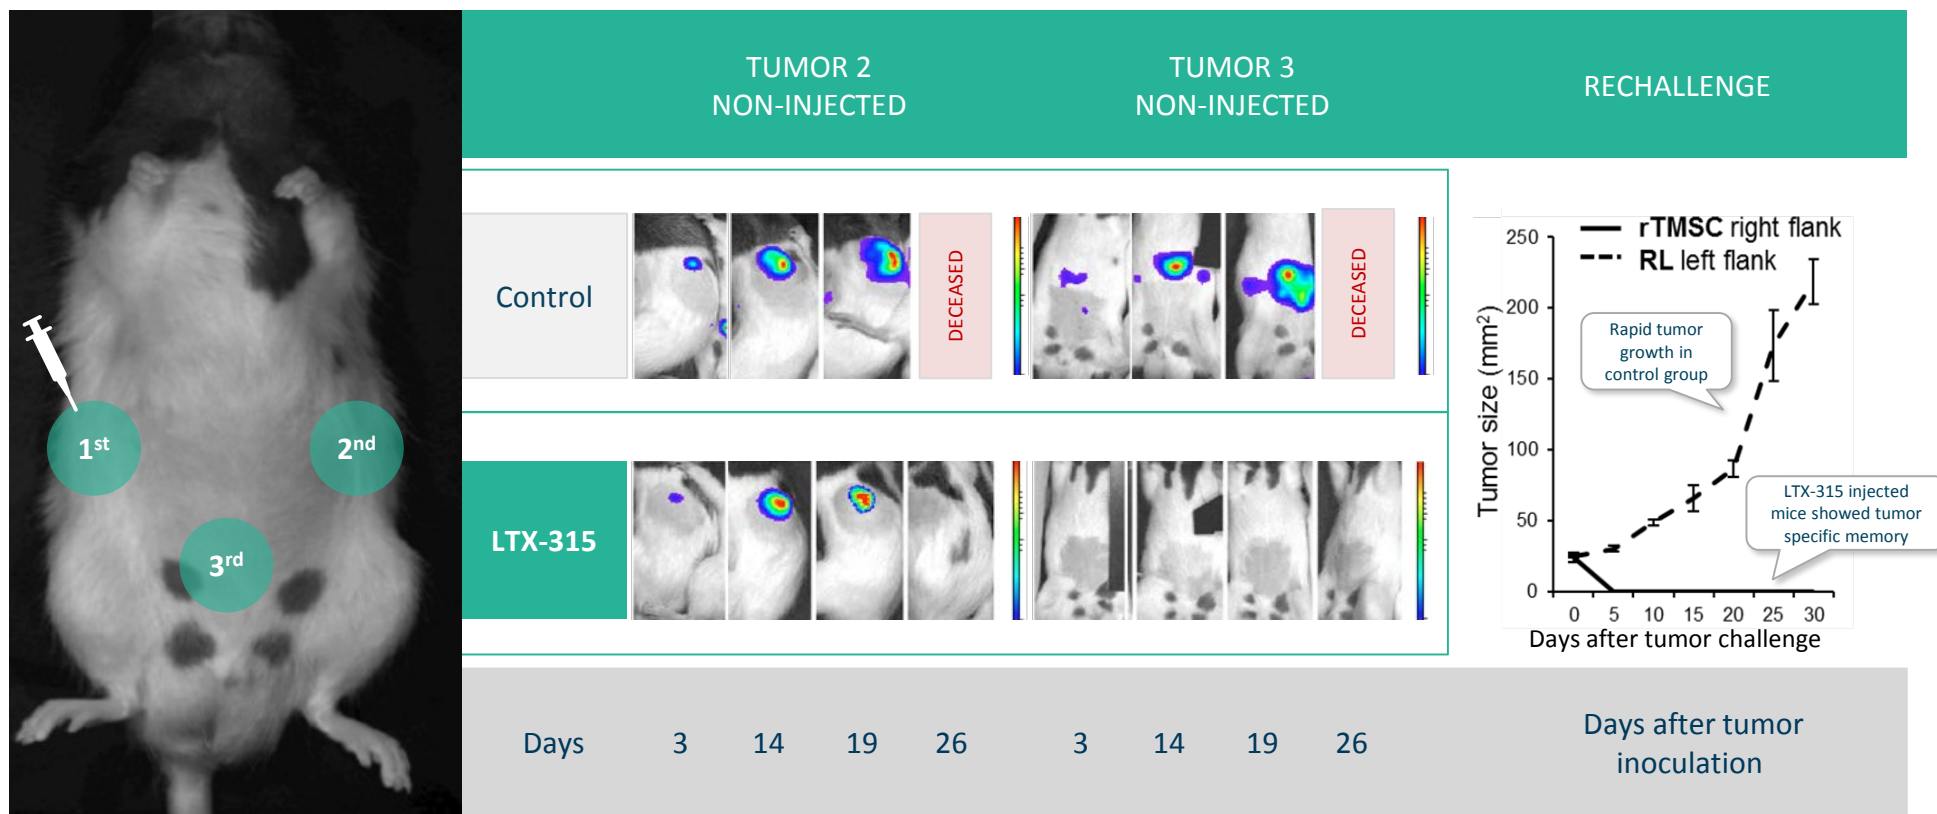 TUMOR 2
NON-INJECTED
TUMOR 3
NON-INJECTED
RECHALLENGE
1st
2nd
3rd
Control
DECEASED
DECEASED
LTX-315
rTMSC right flank
RL left flank
250
200
150
100
50
0
Tumor size (mm2)
Rapid tumor
growth in
control group
LTX-315 injected
mice showed tumor
specific memory
0 5 10 15 20 25 30
Days after tumor challenge
Days 3 14 19 26 3 14 19 26
Days after tumor
inoculation